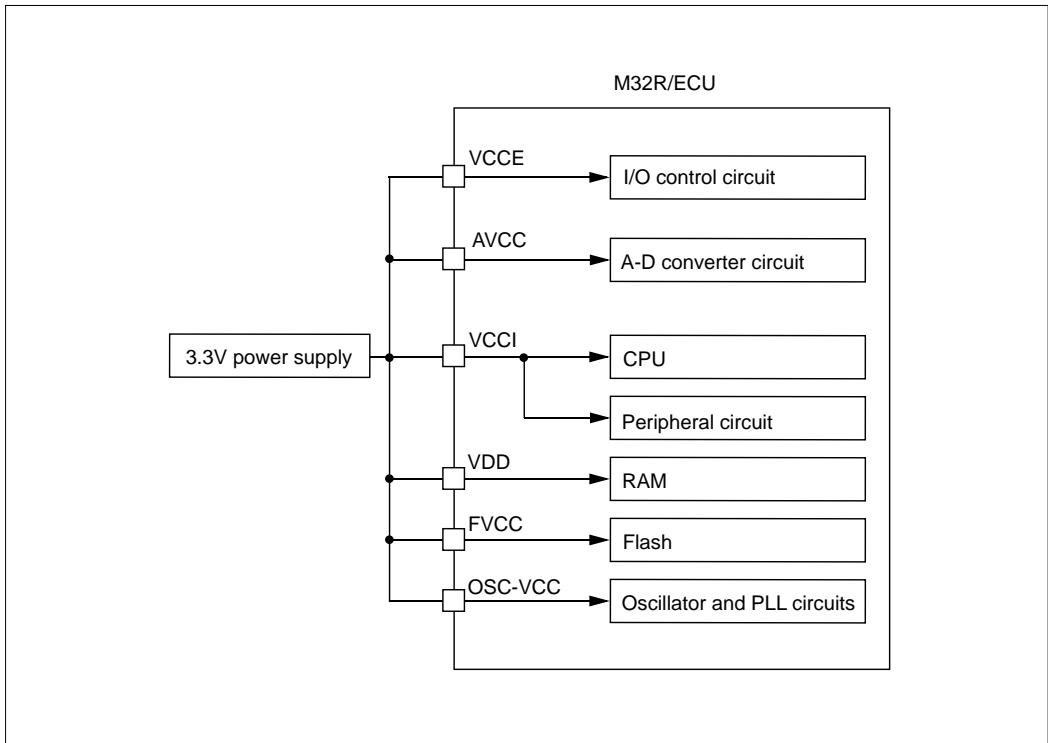 M32R/ECU
VCCE
I/O control circuit
AVCC
A-D converter circuit
3.3V power supply
VCCI
CPU
Peripheral circuit
VDD
RAM
FVCC
Flash
OSC-VCC
Oscillator and PLL circuits